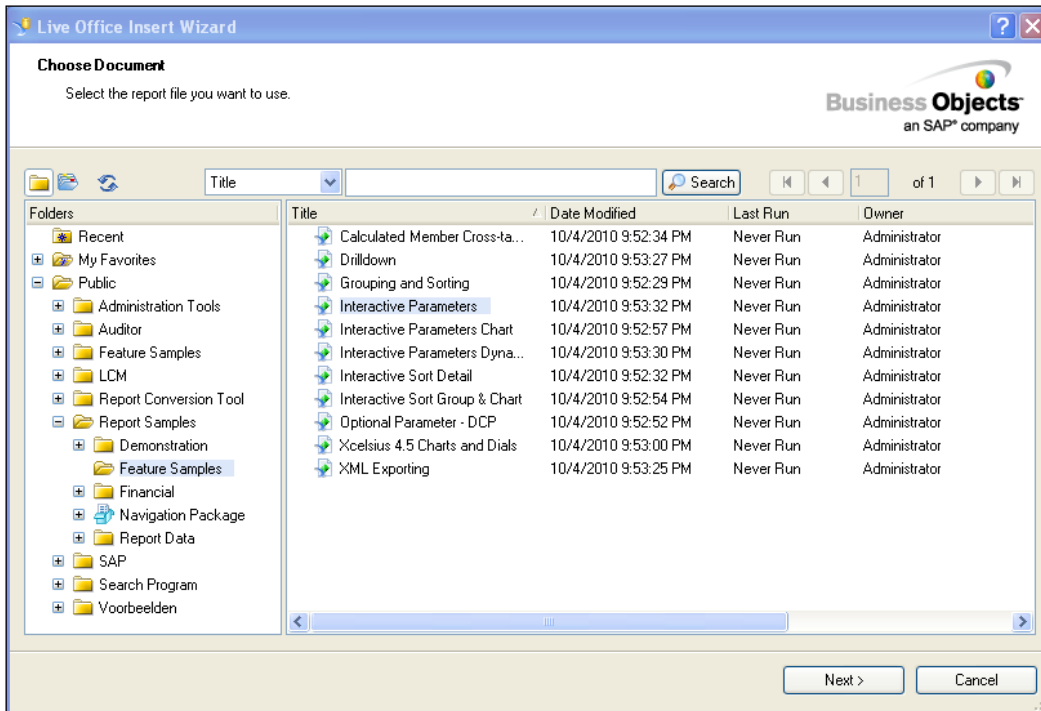 Live Office Insert Wizard
Choose Document
Select the report file you want to use.
Business Objects
an SAP® company
Title Search 1 of 1
Folders Title Date Modified Last Run Owner
Recent Calculated Member Cross-ta... 10/4/2010 9:52:34 PM Never Run Administrator
My Favorites Drilldown 10/4/2010 9:53:27 PM Never Run Administrator
Public Grouping and Sorting 10/4/2010 9:52:29 PM Never Run Administrator
Administration Tools Interactive Parameters 10/4/2010 9:53:32 PM Never Run Administrator
Auditor Interactive Parameters Chart 10/4/2010 9:52:57 PM Never Run Administrator
Feature Samples Interactive Parameters Dyna... 10/4/2010 9:53:30 PM Never Run Administrator
LCM Interactive Sort Detail 10/4/2010 9:52:32 PM Never Run Administrator
Report Conversion Tool Interactive Sort Group & Chart 10/4/2010 9:52:54 PM Never Run Administrator
Report Samples Optional Parameter - DCP 10/4/2010 9:52:52 PM Never Run Administrator
Demonstration Xcelsius 4.5 Charts and Dials 10/4/2010 9:53:00 PM Never Run Administrator
Feature Samples XML Exporting 10/4/2010 9:53:25 PM Never Run Administrator
Financial
Navigation Package
Report Data
SAP
Search Program
Voorbeelden
Next > Cancel